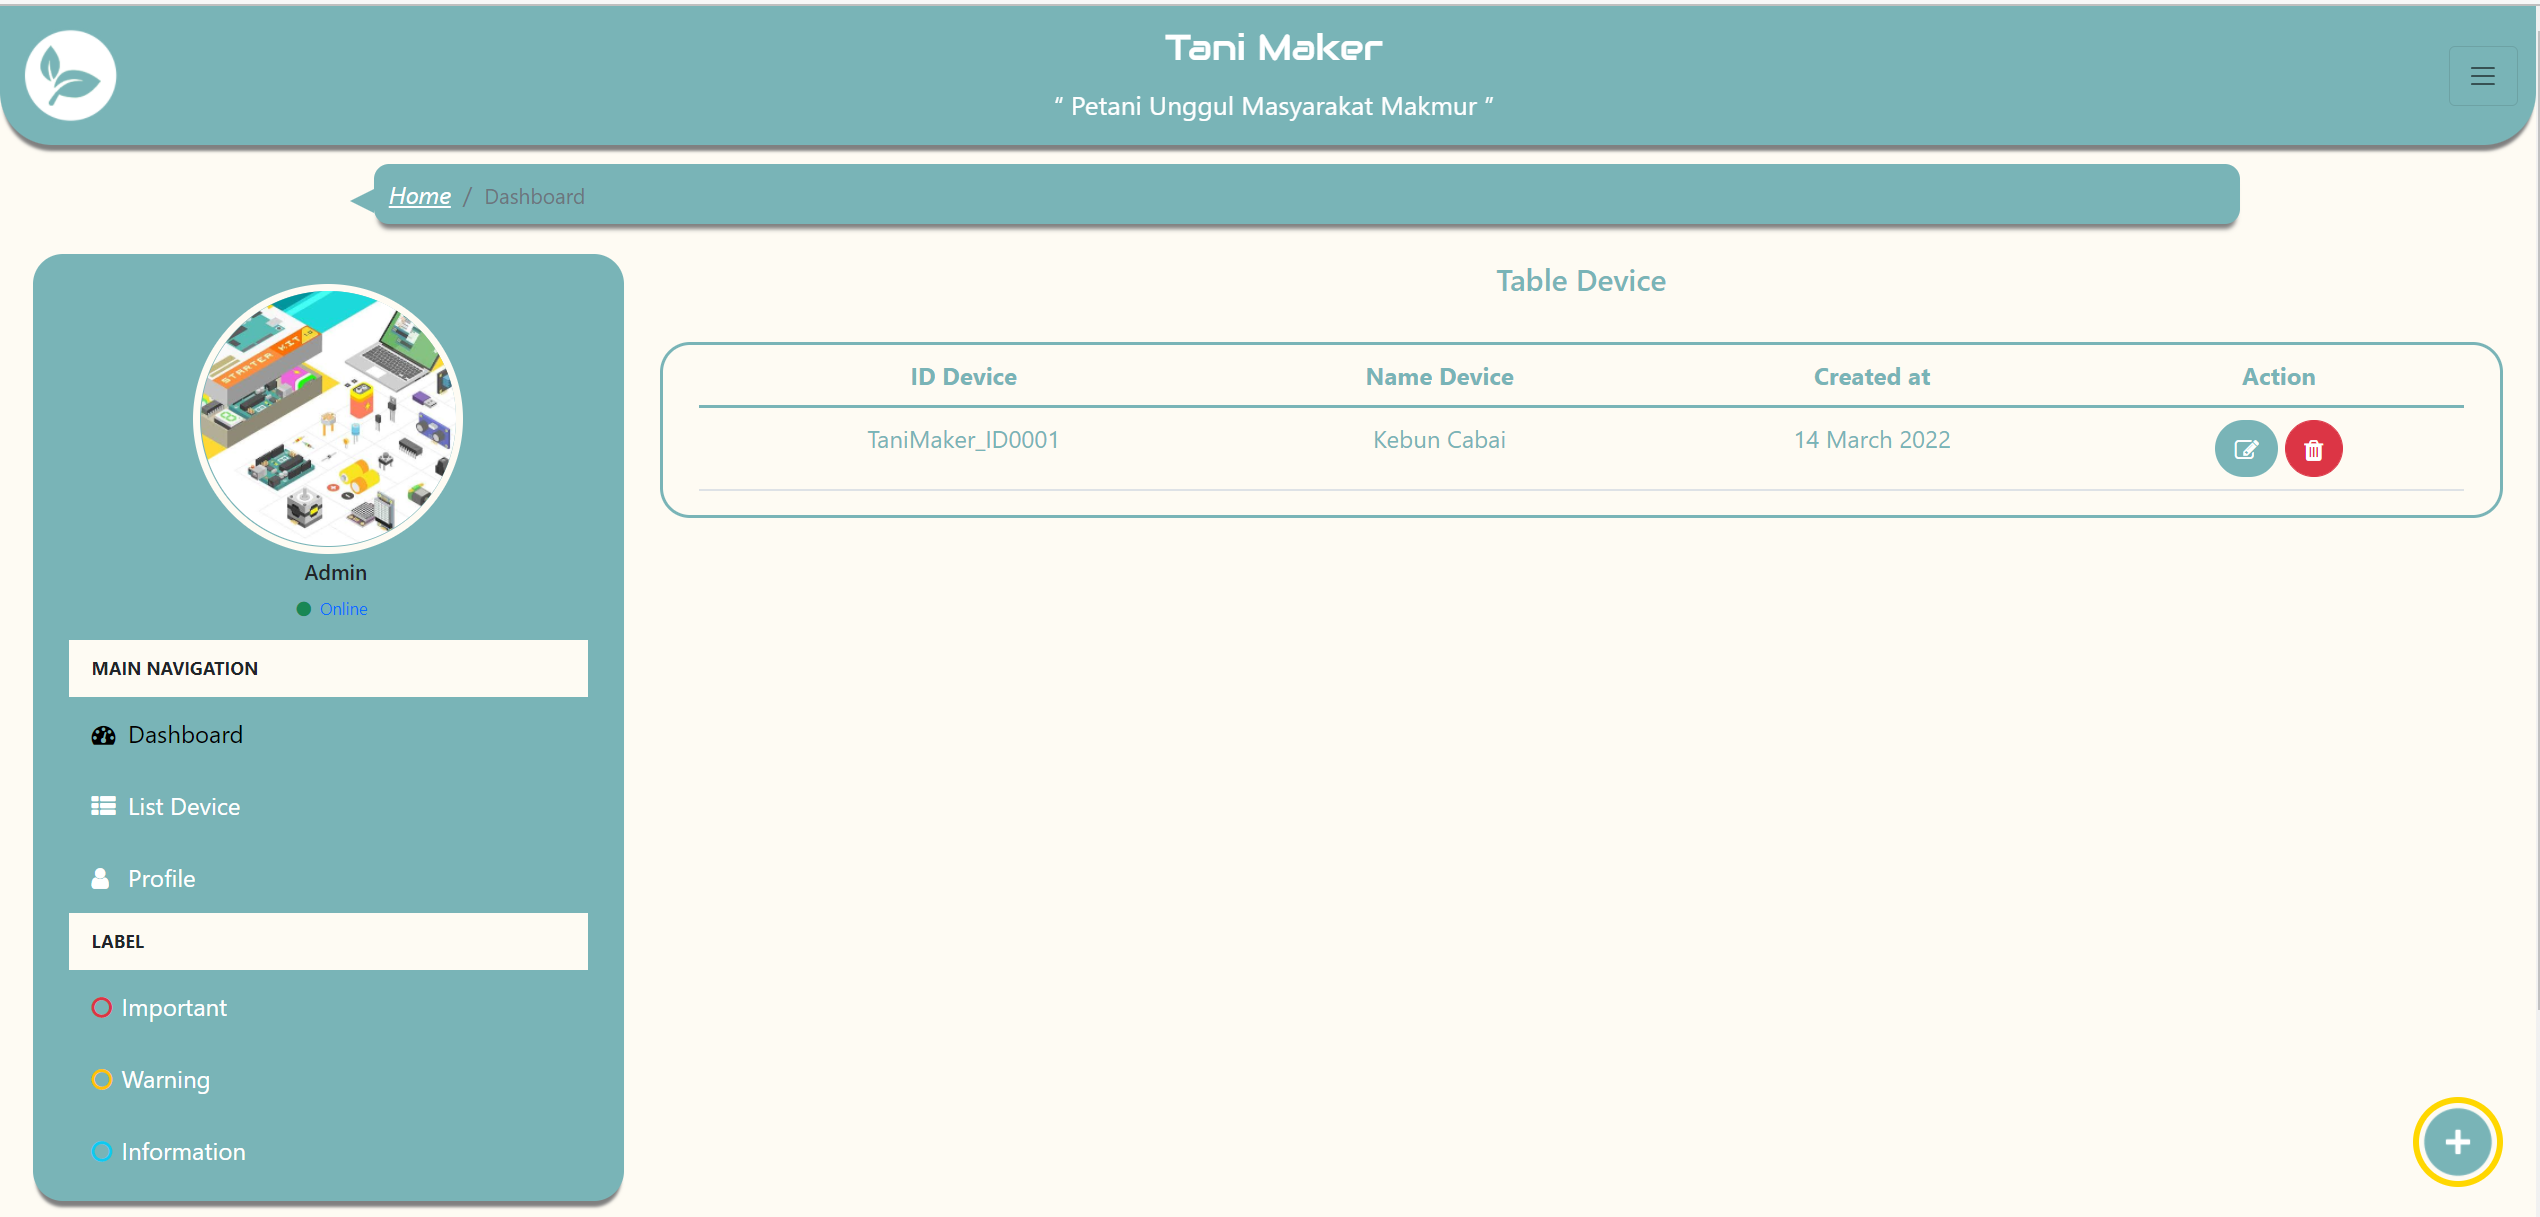 Tani Maker
“ Petani Unggul Masyarakat Makmur ”
Home / Dashboard
STARTER KIT
Admin
Online
MAIN NAVIGATION
Dashboard
List Device
Profile
LABEL
Important
Warning
Information
Table Device
ID Device Name Device Created at Action
TaniMaker_ID0001 Kebun Cabai 14 March 2022